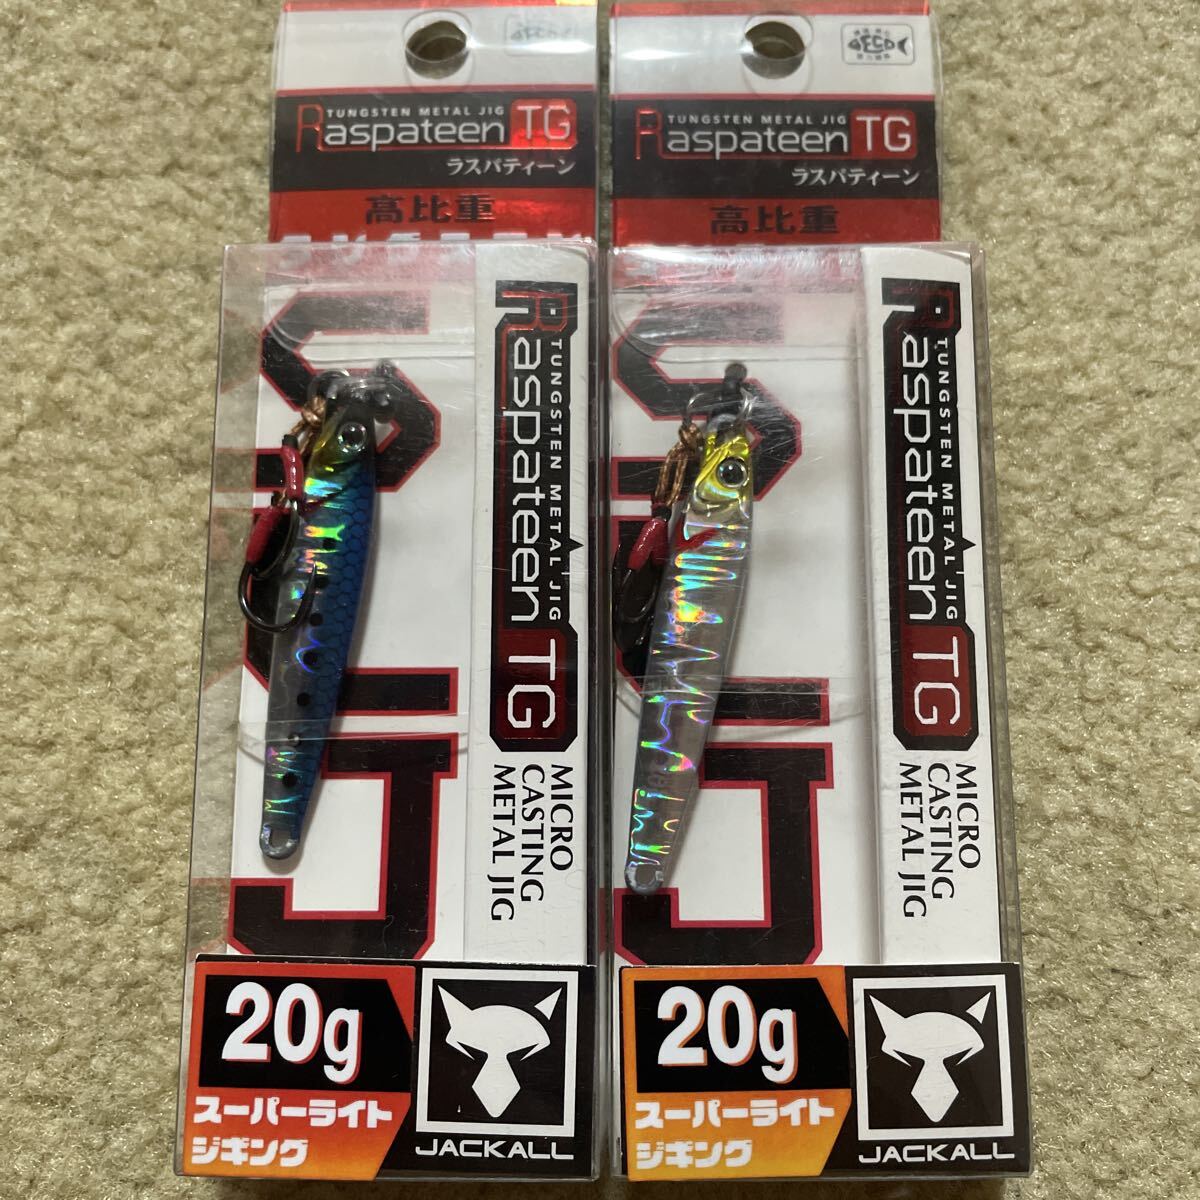 TUNGSTEN METAL JIG
Raspateen TG
ラスパティーン
高比重
TUNGSTEN METAL JIG
Raspateen TG
MICRO
CASTING
METAL JIG
SLJ
20g
スーパーライト
ジギング
JACKALL
ECO
TUNGSTEN METAL JIG
Raspateen TG
ラスパティーン
高比重
TUNGSTEN METAL JIG
Raspateen TG
MICRO
CASTING
METAL JIG
20g
スーパーライト
ジギング
JACKALL